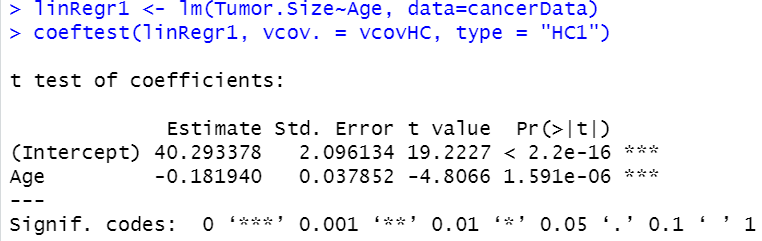 > linRegr1 <- lm(Tumor.Size~Age, data=cancerData)
> coeftest(linRegr1, vcov. = vcovHC, type = "HC1")
t test of coefficients:
Estimate Std. Error t value Pr(>|t|)
(Intercept) 40.293378 2.096134 19.2227 < 2.2e-16 ***
Age -0.181940 0.037852 -4.8066 1.591e-06 ***
---
Signif. codes: 0 ‘***’ 0.001 ‘**’ 0.01 ‘*’ 0.05 ‘.’ 0.1 ‘ ’ 1